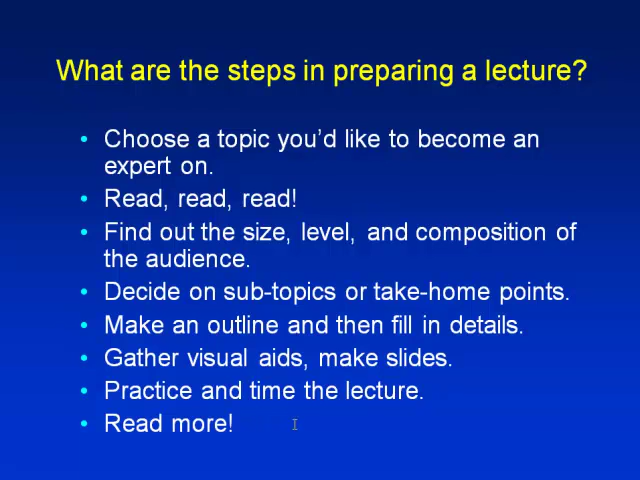 What are the steps in preparing a lecture?
• Choose a topic you'd like to become an
expert on.
• Read, read, read!
• Find out the size, level, and composition of
the audience.
• Decide on sub-topics or take-home points.
• Make an outline and then fill in details.
• Gather visual aids, make slides.
• Practice and time the lecture.
• Read more!